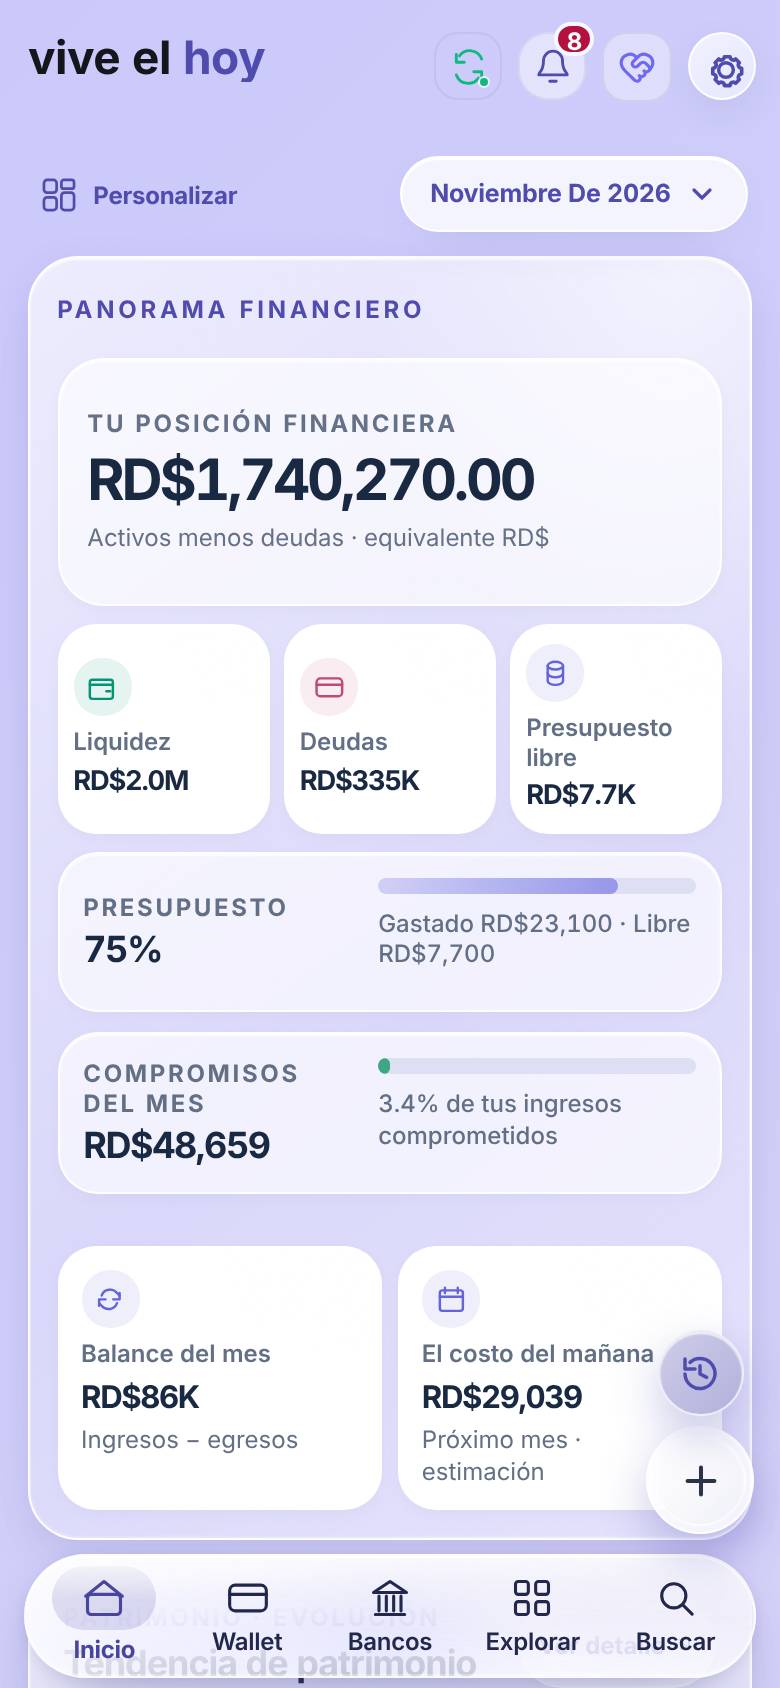 vive el hoy
8
Personalizar
Noviembre De 2026
PANORAMA FINANCIERO
TU POSICIÓN FINANCIERA
RD$1,740,270.00
Activos menos deudas · equivalente RD$
Liquidez
RD$2.0M
Deudas
RD$335K
Presupuesto
libre
RD$7.7K
PRESUPUESTO
75%
Gastado RD$23,100 · Libre
RD$7,700
COMPROMISOS
DEL MES
RD$48,659
3.4% de tus ingresos
comprometidos
Balance del mes
RD$86K
Ingresos – egresos
El costo del mañana
RD$29,039
Próximo mes ·
estimación
Inicio
Wallet
Bancos
Explorar
Buscar
Tendencia de patrimonio